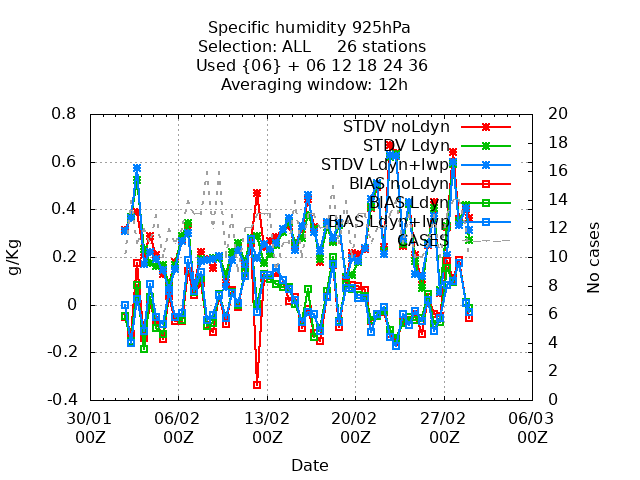 Specific humidity 925hPa
Selection: ALL 26 stations
Used {06} + 06 12 18 24 36
Averaging window: 12h
0.8
0.6
0.4
0.2
0
-0.2
-0.4
g/Kg
20
18
16
14
12
10
8
6
4
2
0
No cases
STDV noLdyn
STDV Ldyn
STDV Ldyn+lwp
BIAS noLdyn
BIAS Ldyn
BIAS Ldyn+lwp
CASES
30/01 06/02 13/02 20/02 27/02 06/03
00Z 00Z 00Z 00Z 00Z 00Z
Date